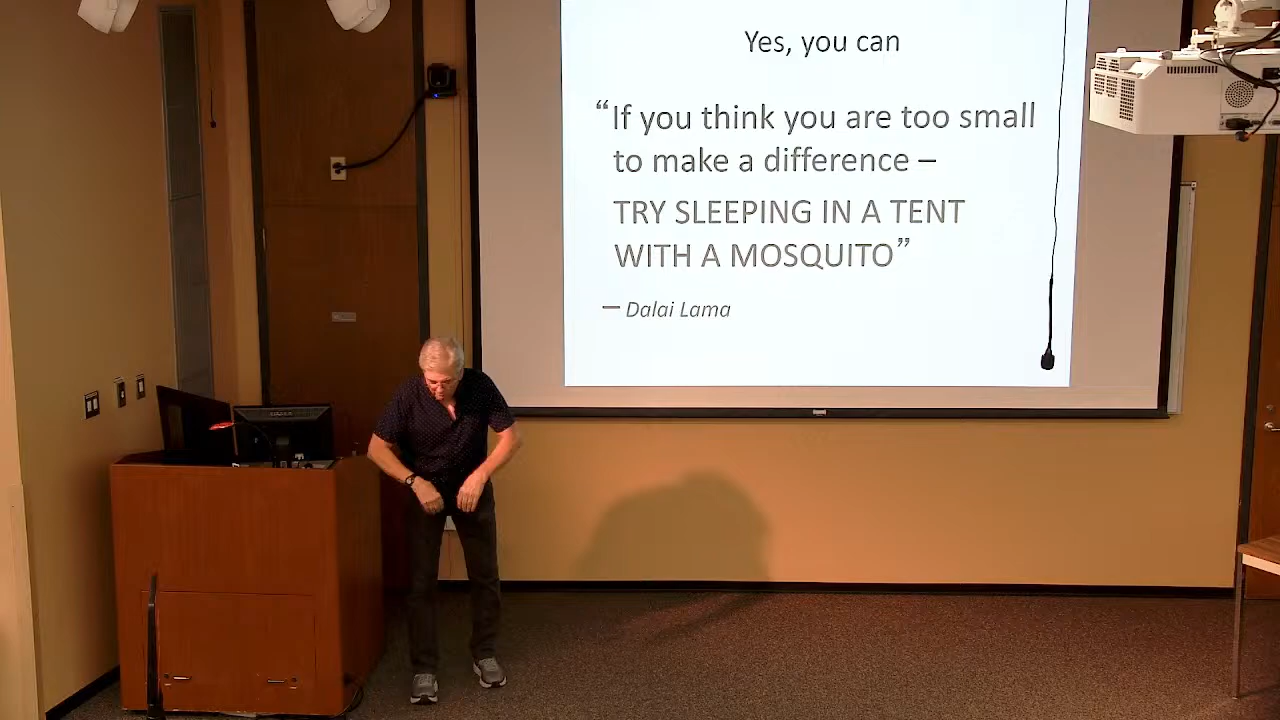 Yes, you can
“If you think you are too small
to make a difference –
TRY SLEEPING IN A TENT
WITH A MOSQUITO”
– Dalai Lama